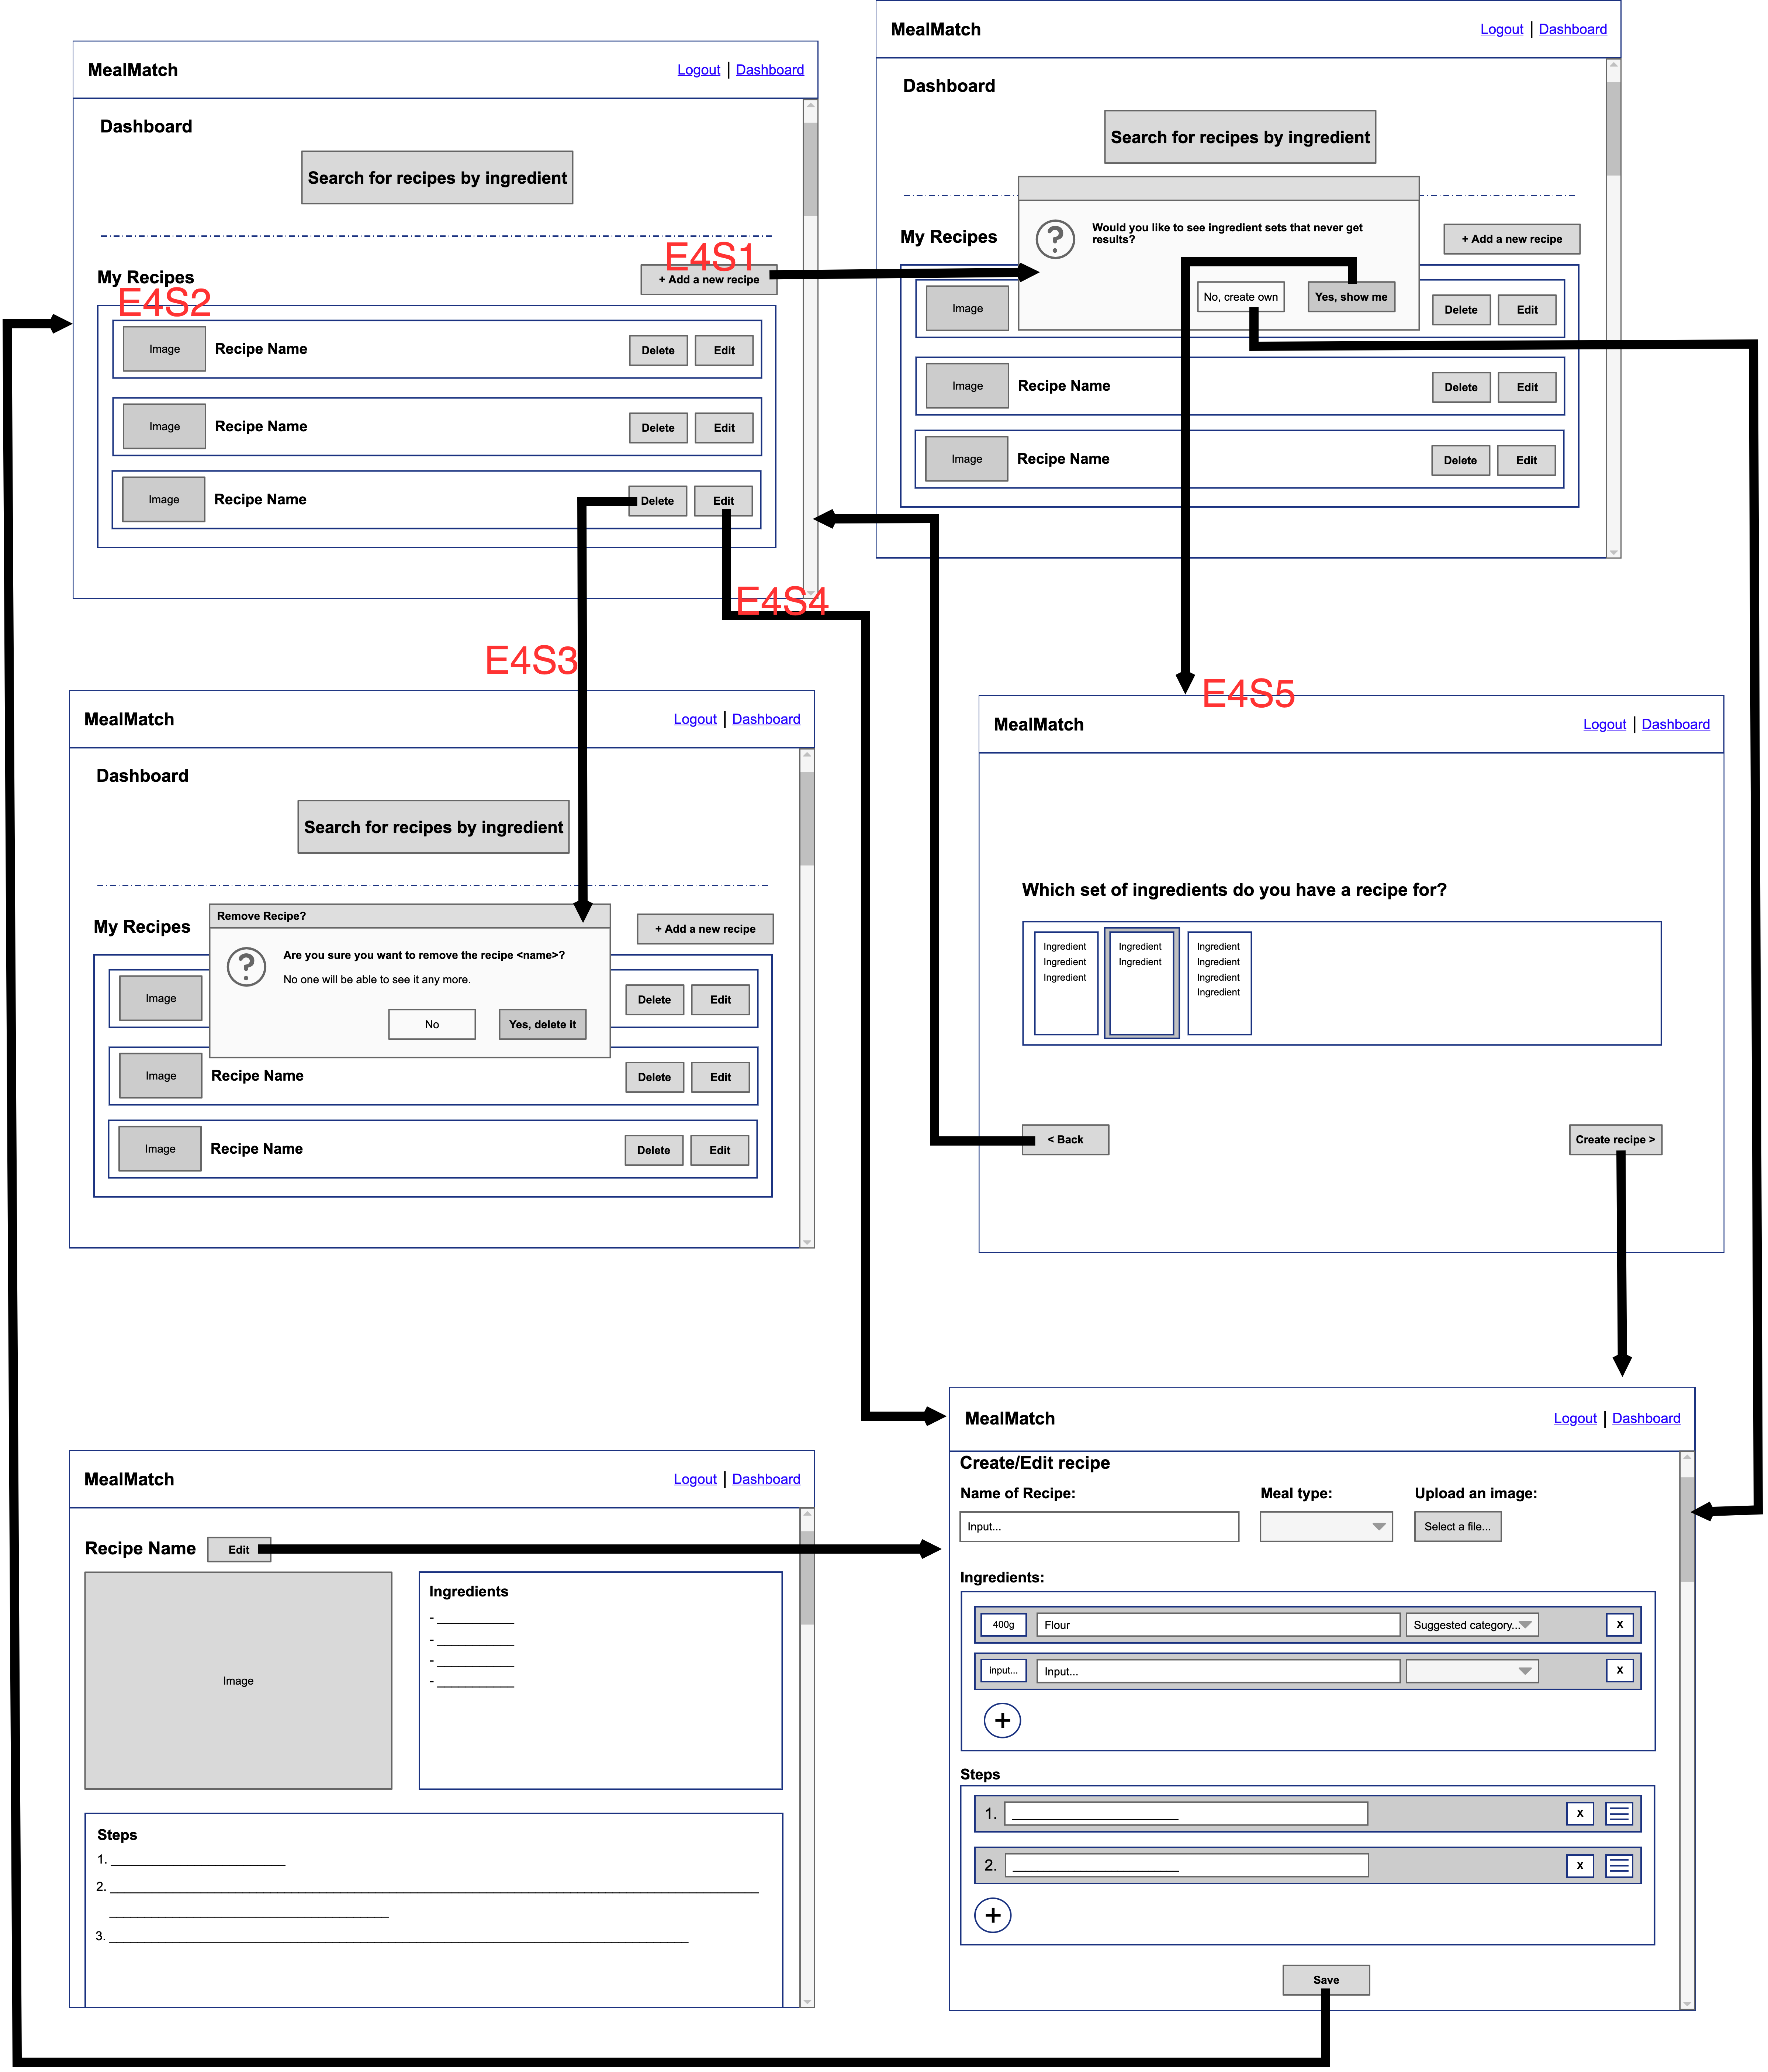 MealMatch
Logout | Dashboard
Dashboard
Search for recipes by ingredient
E4S1
My Recipes
+ Add a new recipe
E4S2
Image
Recipe Name
Delete
Edit
Image
Recipe Name
Delete
Edit
Image
Recipe Name
Delete
Edit
E4S4
E4S3
MealMatch
Logout | Dashboard
Dashboard
Search for recipes by ingredient
My Recipes
+ Add a new recipe
?
Would you like to see ingredient sets that never get
results?
No, create own
Yes, show me
Image
Delete
Edit
Image
Recipe Name
Delete
Edit
Image
Recipe Name
Delete
Edit
MealMatch
Logout | Dashboard
Dashboard
Search for recipes by ingredient
My Recipes
+ Add a new recipe
Remove Recipe?
?
Are you sure you want to remove the recipe <name>?
No one will be able to see it any more.
No
Yes, delete it
Image
Delete
Edit
Image
Recipe Name
Delete
Edit
Image
Recipe Name
Delete
Edit
E4S5
MealMatch
Logout | Dashboard
Which set of ingredients do you have a recipe for?
Ingredient
Ingredient
Ingredient
Ingredient
Ingredient
Ingredient
Ingredient
Ingredient
Ingredient
< Back
Create recipe >
MealMatch
Logout | Dashboard
Recipe Name
Edit
Image
Ingredients
- ___________
- ___________
- ___________
- ___________
Steps
1. ___________
2. ___________
3. ___________
MealMatch
Logout | Dashboard
Create/Edit recipe
Name of Recipe:
Meal type:
Upload an image:
Input...
Select a file...
Ingredients:
400g
Flour
Suggested category...
X
input...
Input...
X
+
Steps
1. ___________
X
2. ___________
X
+
Save